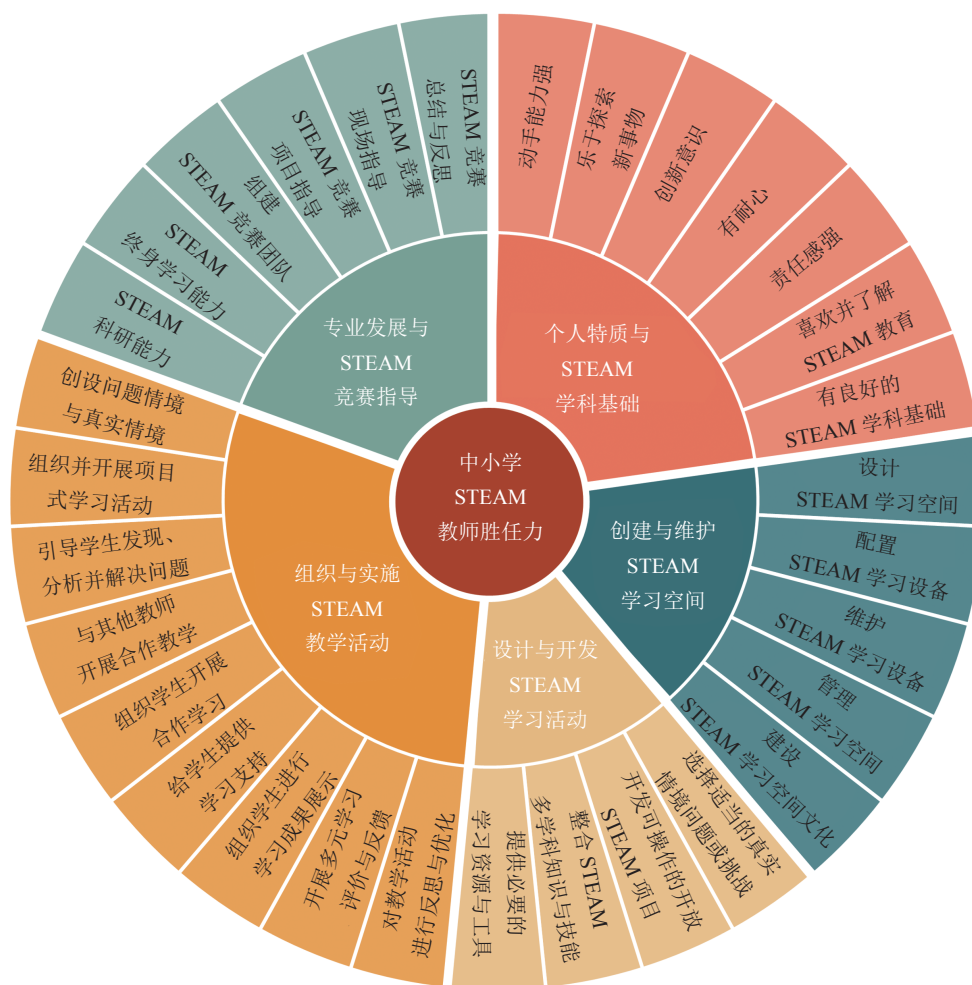 中小学
STEAM
教师胜任力
个人特质与
STEAM
学科基础
动手能力强
乐于探索
新事物
创新意识
有耐心
责任感强
喜欢并了解
STEAM 教育
有良好的
STEAM 学科基础
创建与维护
STEAM
学习空间
设计
STEAM 学习空间
配置
STEAM 学习设备
维护
STEAM 学习设备
管理
STEAM 学习空间
建设
STEAM 学习空间文化
设计与开发
STEAM
学习活动
选择适当的真实
情境问题或挑战
开发可操作的开放
STEAM 项目
整合 STEAM
多学科知识与技能
提供必要的
学习资源与工具
组织与实施
STEAM
教学活动
对教学活动
进行反思与优化
开展多元学习
评价与反馈
组织学生进行
学习成果展示
给学生提供
学习支持
组织学生开展
合作学习
与其他教师
开展合作教学
引导学生发现、
分析并解决问题
组织并开展项目
式学习活动
创设问题情境
与真实情境
专业发展与
STEAM
竞赛指导
STEAM
科研能力
STEAM
终身学习能力
组建
STEAM 竞赛团队
STEAM 竞赛
项目指导
STEAM 竞赛
现场指导
STEAM 竞赛
总结与反思